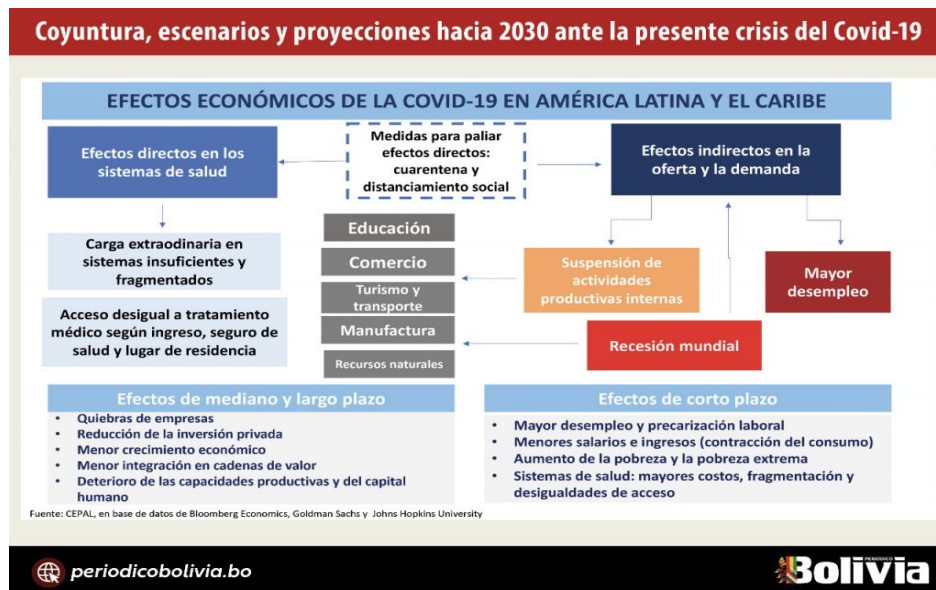 Coyuntura, escenarios y proyecciones hacia 2030 ante la presente crisis del Covid-19
EFECTOS ECONÓMICOS DE LA COVID-19 EN AMÉRICA LATINA Y EL CARIBE
Efectos directos en los
sistemas de salud
Medidas para paliar
efectos directos:
cuarentena y
distanciamiento social
Efectos indirectos en la
oferta y la demanda
Carga extraordinaria en
sistemas insuficientes y
fragmentados
Acceso desigual a tratamiento
médico según ingreso, seguro de
salud y lugar de residencia
Educación
Comercio
Turismo y
transporte
Manufactura
Recursos naturales
Suspensión de
actividades
productivas internas
Mayor
desempleo
Recesión mundial
Efectos de mediano y largo plazo
• Quiebras de empresas
• Reducción de la inversión privada
• Menor crecimiento económico
• Menor integración en cadenas de valor
• Deterioro de las capacidades productivas y del capital
humano
Efectos de corto plazo
• Mayor desempleo y precarización laboral
• Menores salarios e ingresos (contracción del consumo)
• Aumento de la pobreza y la pobreza extrema
• Sistemas de salud: mayores costos, fragmentación y
desigualdades de acceso
Fuente: CEPAL, en base de datos de Bloomberg Economics, Goldman Sachs y Johns Hopkins University
periodicobolivia.bo
PERIÓDICO
Bolivia